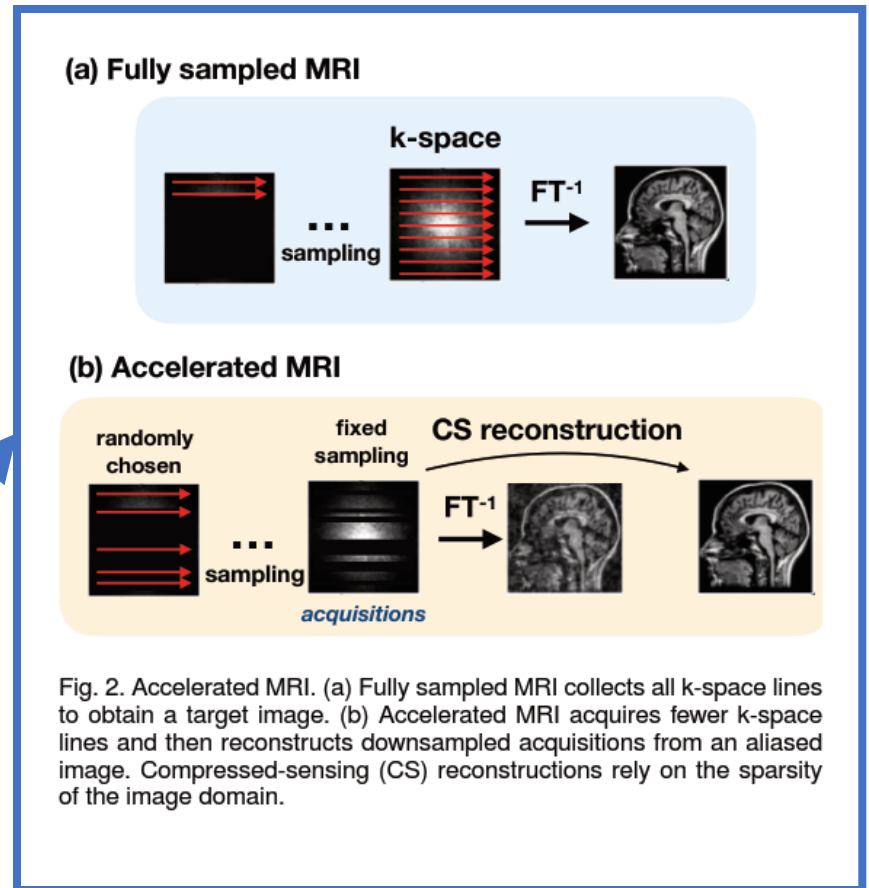 (a) Fully sampled MRI
k-space
FT-1
...
sampling
(b) Accelerated MRI
randomly
chosen
fixed
sampling
CS reconstruction
FT-1
...
sampling
acquisitions
Fig. 2. Accelerated MRI. (a) Fully sampled MRI collects all k-space lines
to obtain a target image. (b) Accelerated MRI acquires fewer k-space
lines and then reconstructs downsampled acquisitions from an aliased
image. Compressed-sensing (CS) reconstructions rely on the sparsity
of the image domain.